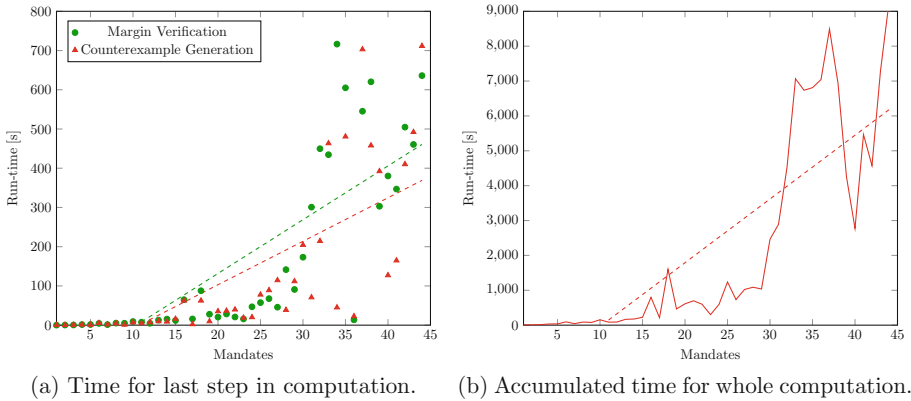 800
700
600
500
400
300
200
100
0
Run-time [s]
Margin Verification
Counterexample Generation
5 10 15 20 25 30 35 40 45
Mandates
(a) Time for last step in computation.
9,000
8,000
7,000
6,000
5,000
4,000
3,000
2,000
1,000
0
Run-time [s]
5 10 15 20 25 30 35 40 45
Mandates
(b) Accumulated time for whole computation.